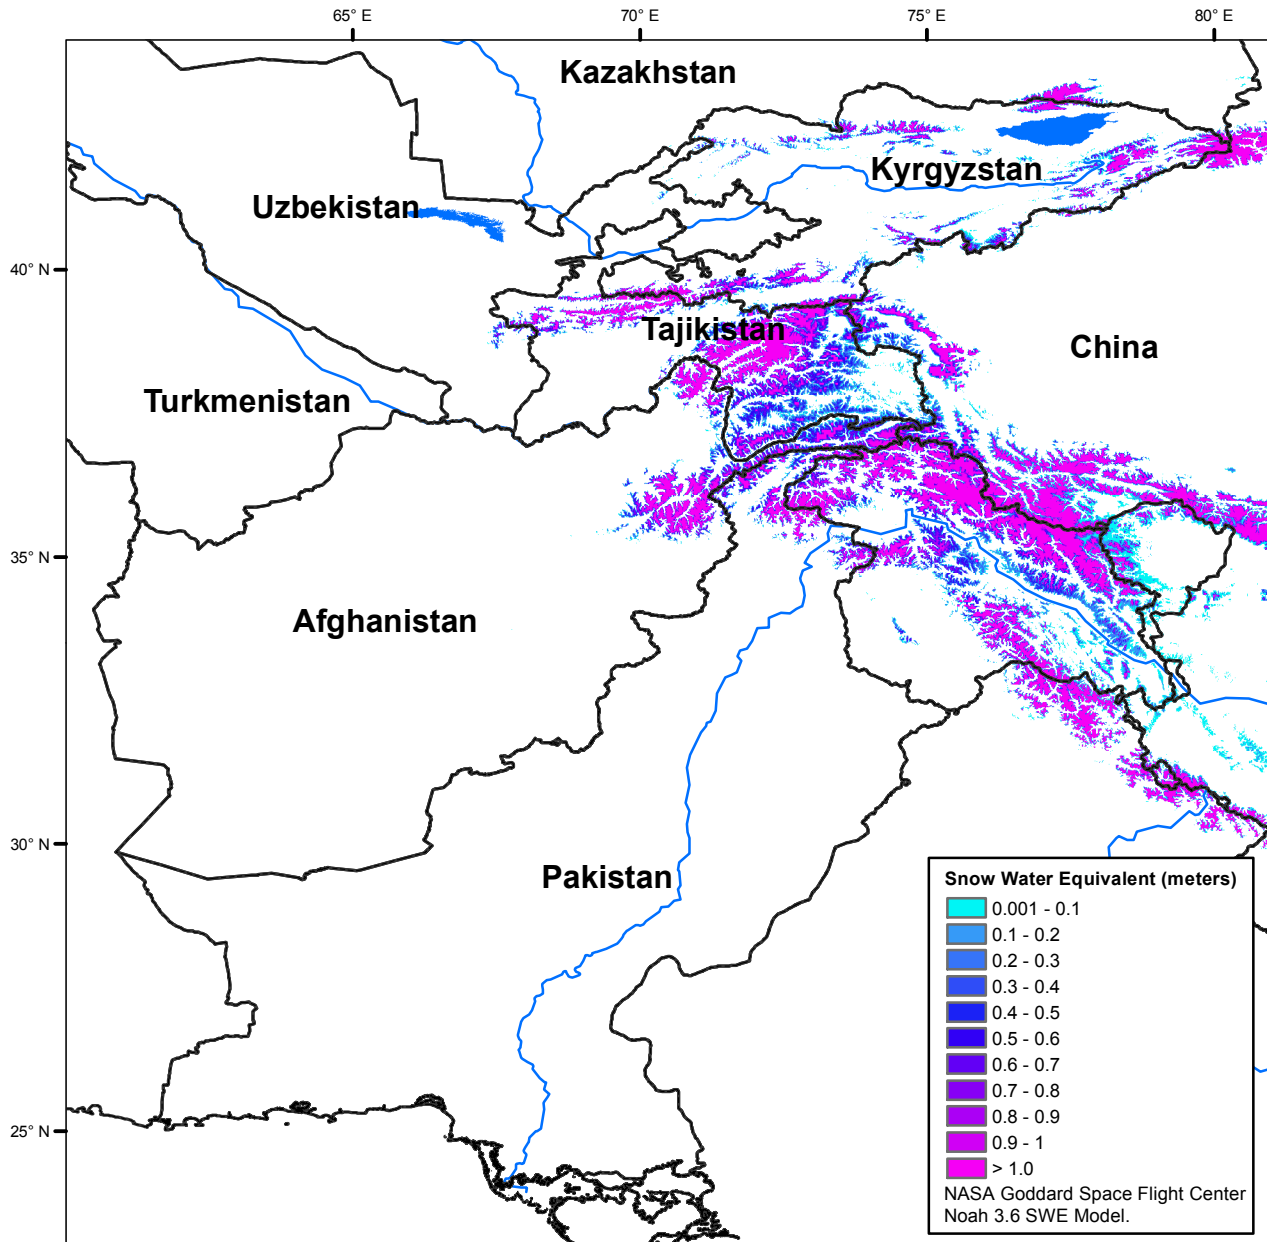 65° E
70° E
75° E
80° E
Kazakhstan
Kyrgyzstan
Uzbekistan
40° N
Tajikistan
China
Turkmenistan
35° N
Afghanistan
30° N
Pakistan
25° N
Snow Water Equivalent (meters)
0.001 - 0.1
0.1 - 0.2
0.2 - 0.3
0.3 - 0.4
0.4 - 0.5
0.5 - 0.6
0.6 - 0.7
0.7 - 0.8
0.8 - 0.9
0.9 - 1
> 1.0
NASA Goddard Space Flight Center
Noah 3.6 SWE Model.